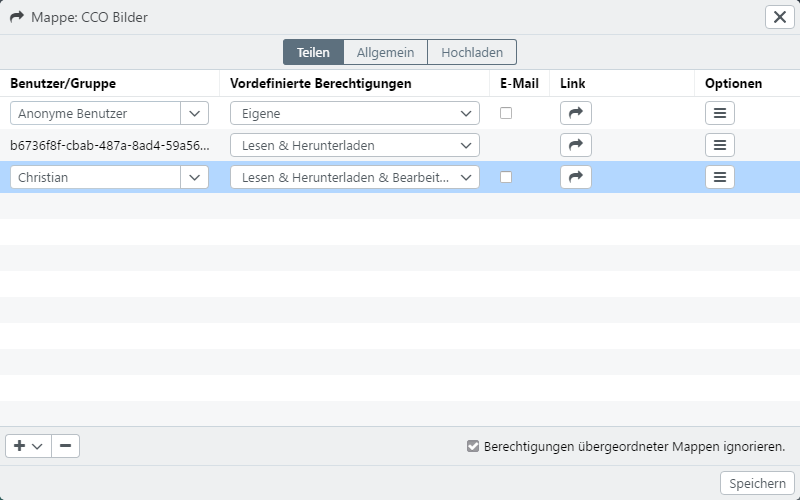 Mappe: CCO Bilder
Teilen Allgemein Hochladen
Benutzer/Gruppe Vordefinierte Berechtigungen E-Mail Link Optionen
Anonyme Benutzer Eigene
b6736f8f-cbab-487a-8ad4-59a56... Lesen & Herunterladen
Christian Lesen & Herunterladen & Bearbeit...
Berechtigungen übergeordneter Mappen ignorieren.
Speichern